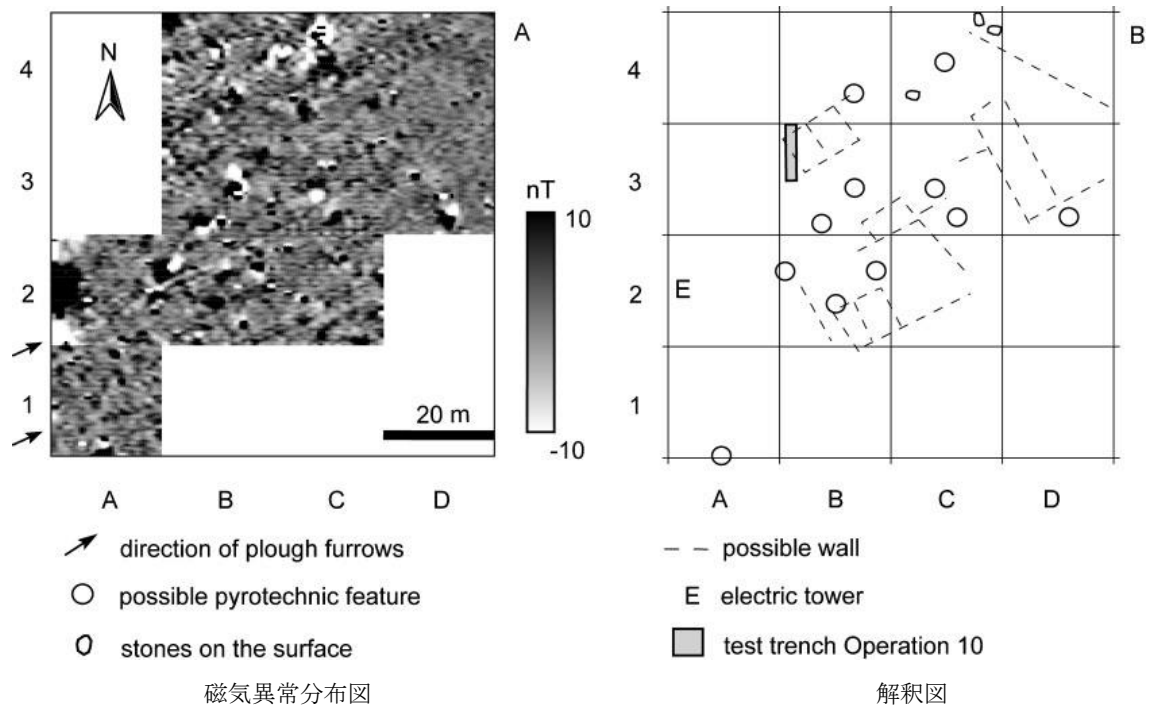 A
B
N
4
3
2
1
nT
10
-10
20 m
A B C D
4
3
2
1
E
A B C D
direction of plough furrows
possible pyrotechnic feature
stones on the surface
possible wall
E electric tower
test trench Operation 10
磁気異常分布図
解釈図